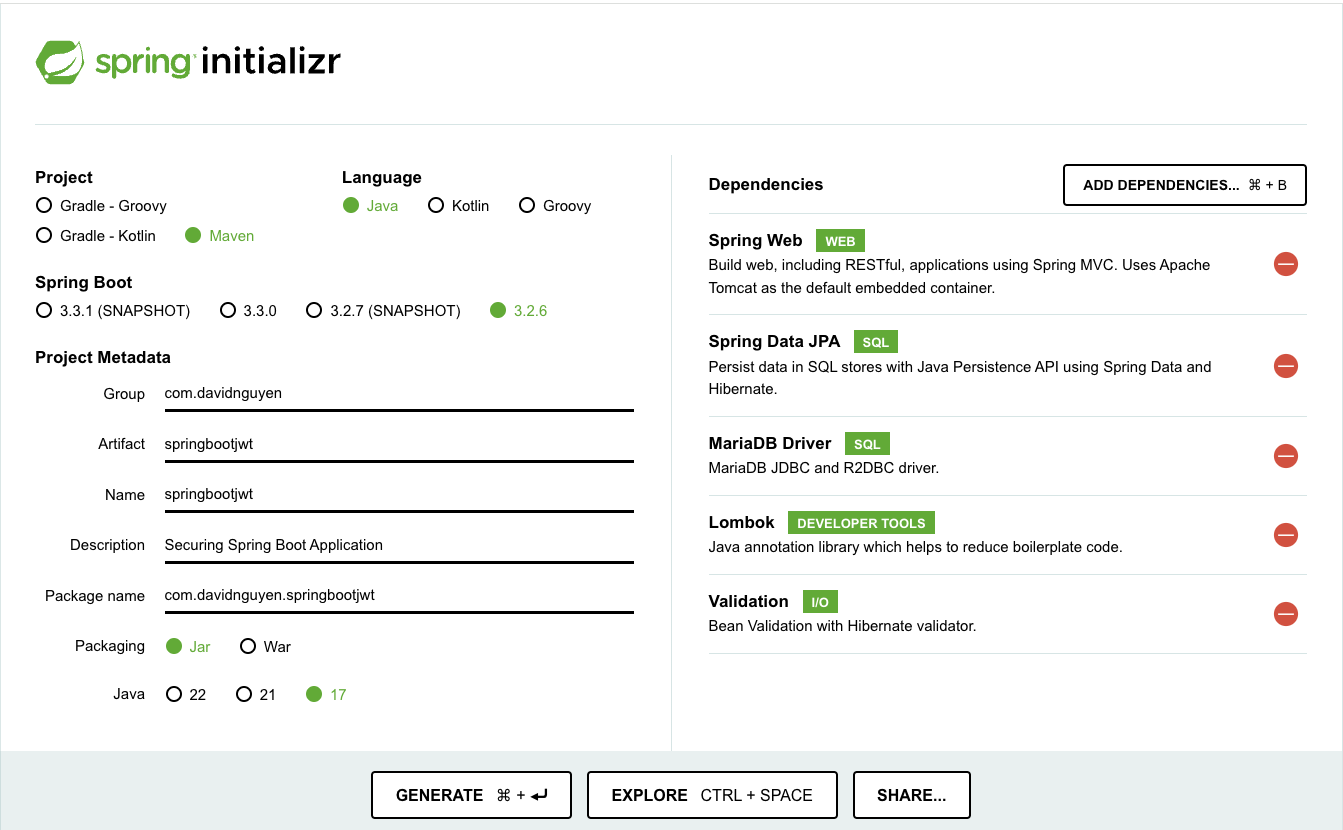 spring initializr
Project
Gradle - Groovy
Gradle - Kotlin Maven
Language
Java Kotlin Groovy
Spring Boot
3.3.1 (SNAPSHOT) 3.3.0 3.2.7 (SNAPSHOT) 3.2.6
Project Metadata
Group com.davidnguyen
Artifact springbootjwt
Name springbootjwt
Description Securing Spring Boot Application
Package name com.davidnguyen.springbootjwt
Packaging Jar War
Java 22 21 17
Dependencies
ADD DEPENDENCIES... ⌘ + B
Spring Web WEB
Build web, including RESTful, applications using Spring MVC. Uses Apache
Tomcat as the default embedded container.
Spring Data JPA SQL
Persist data in SQL stores with Java Persistence API using Spring Data and
Hibernate.
MariaDB Driver SQL
MariaDB JDBC and R2DBC driver.
Lombok DEVELOPER TOOLS
Java annotation library which helps to reduce boilerplate code.
Validation I/O
Bean Validation with Hibernate validator.
GENERATE ⌘ + ⏎
EXPLORE CTRL + SPACE
SHARE...